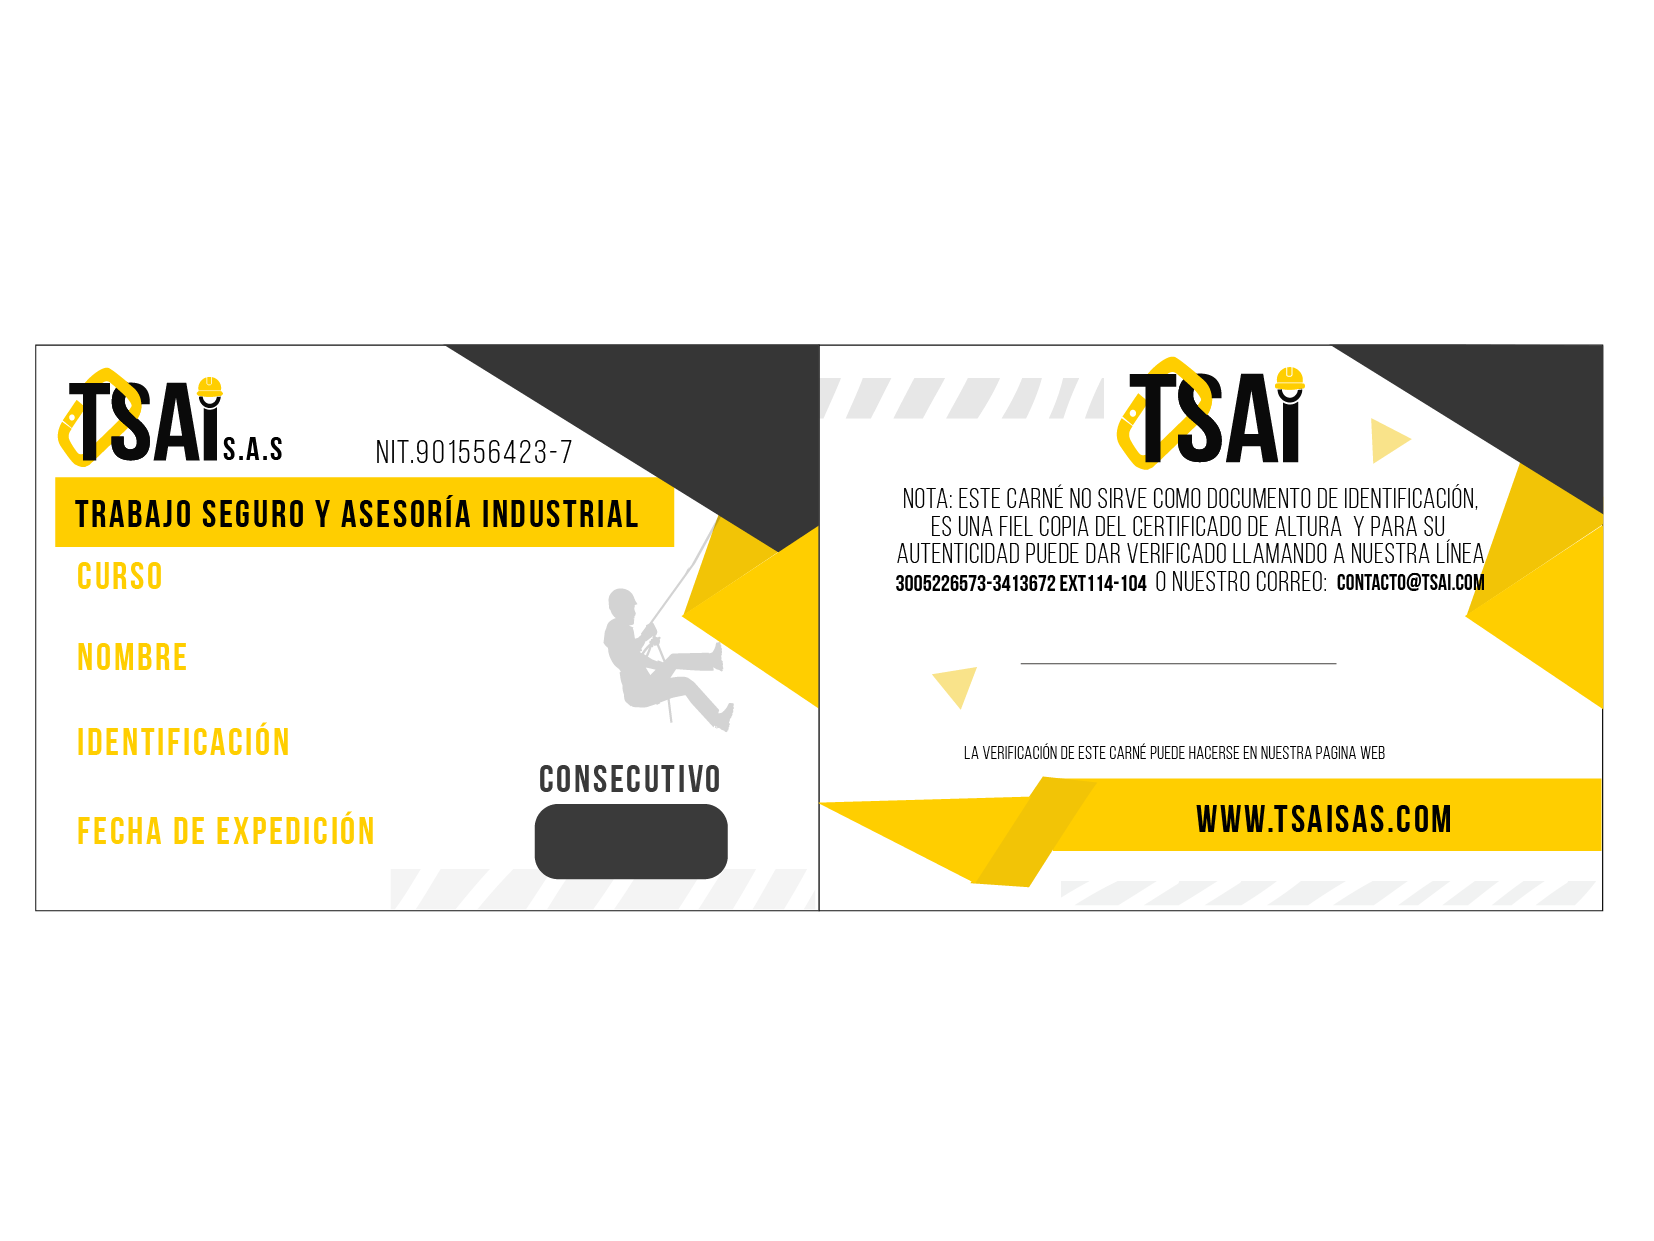 TSAi S.A.S
NIT.901556423-7
TRABAJO SEGURO Y ASESORÍA INDUSTRIAL
CURSO
NOMBRE
IDENTIFICACIÓN
CONSECUTIVO
FECHA DE EXPEDICIÓN
TSAi
NOTA: ESTE CARNÉ NO SIRVE COMO DOCUMENTO DE IDENTIFICACIÓN,
ES UNA FIEL COPIA DEL CERTIFICADO DE ALTURA Y PARA SU
AUTENTICIDAD PUEDE DAR VERIFICADO LLAMANDO A NUESTRA LÍNEA
3005226573-3413672 EXT114-104 O NUESTRO CORREO: CONTACTO@TSAI.COM
LA VERIFICACIÓN DE ESTE CARNÉ PUEDE HACERSE EN NUESTRA PAGINA WEB
WWW.TSAISAS.COM